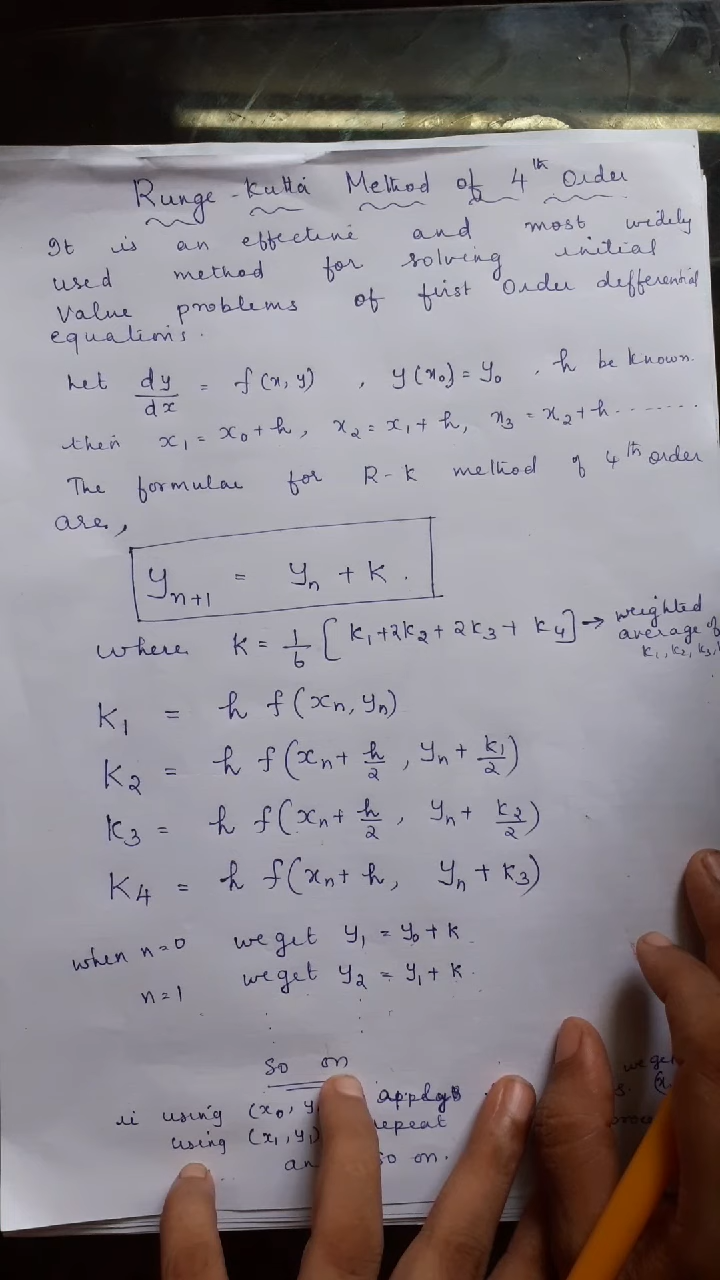 Runge-Kutta Method of 4th Order
It is an effective and most widely
used method for solving initial
Value problems of first Order defferential
equations.
Let dy/dx = f(x, y) , y(x₀) = y₀ , h be known.
then x₁ = x₀ + h, x₂ = x₁ + h, x₃ = x₂ + h.......
The formulae for R-K method of 4th order
are,
yₙ₊₁ = yₙ + K.
where K = 1/6 [K₁ + 2K₂ + 2K₃ + K₄] → weighted
average of
K₁, K₂, K₃,
K₁ = h f(xₙ, yₙ)
K₂ = h f(xₙ + h/2, yₙ + K₁/2)
K₃ = h f(xₙ + h/2, yₙ + K₂/2)
K₄ = h f(xₙ + h, yₙ + K₃)
when n=0 we get y₁ = y₀ + K
n=1 we get y₂ = y₁ + K.
so on
using (x₀, y
using (x₁, y₁) repeat
so on.